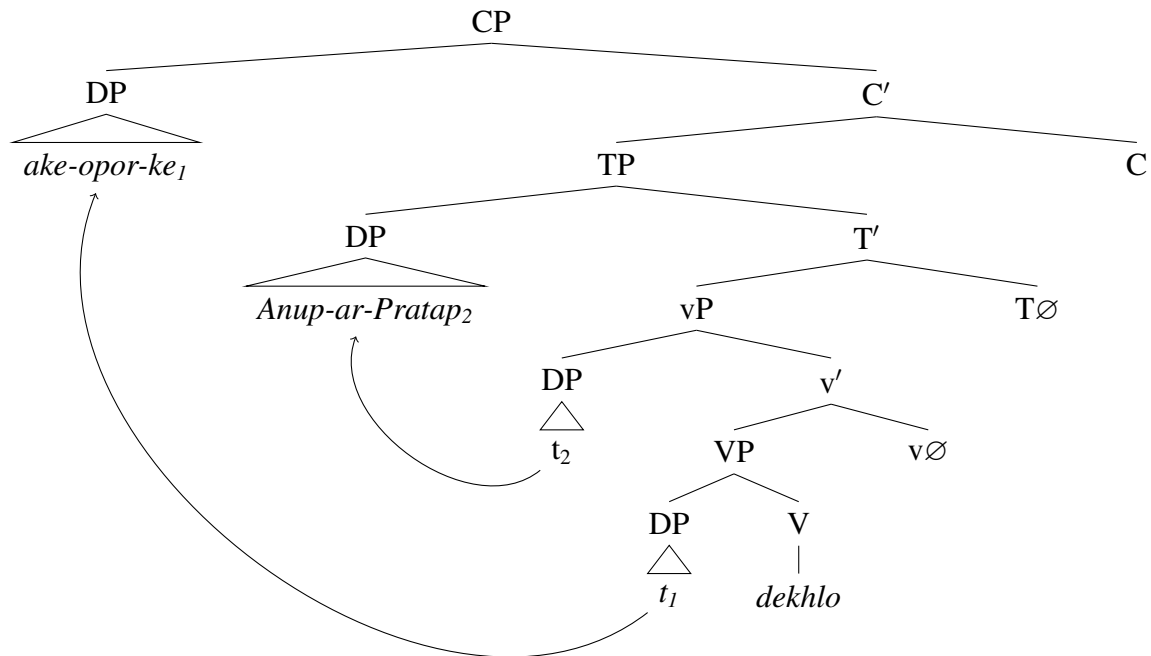 CP
DP C′
ake-opor-ke1 TP C
DP T′
Anup-ar-Pratap2 vP T∅
DP v′
t2 VP v∅
DP V
t1 dekhlo